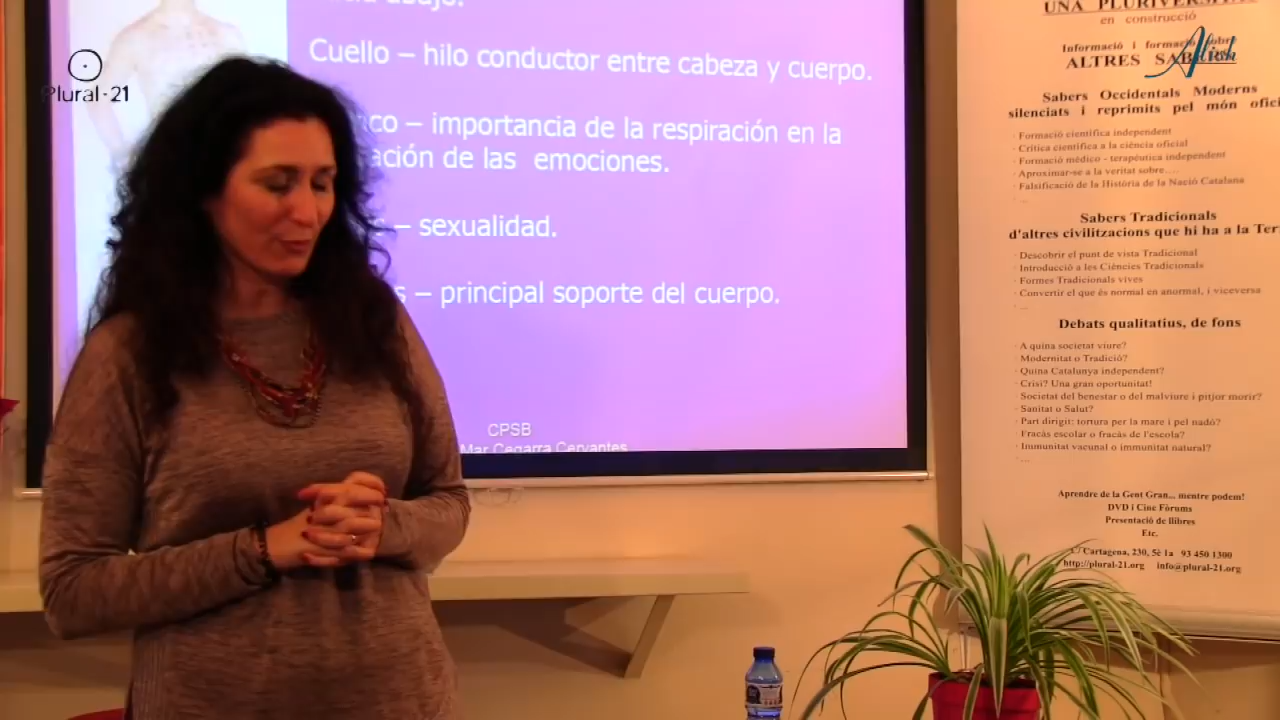 Plural-21
abajo.
Cuello – hilo conductor entre cabeza y cuerpo.
– importancia de la respiración en la
de las emociones.
– sexualidad.
– principal soporte del cuerpo.
CPSB
Mar Cegarra Cervantes
UNA
en construcció
Informació i formació sobre
ALTRES SABERS
Sabers Occidentals Moderns
silenciats i reprimits pel món
· Formació científica independent
· Crítica científica a la ciència oficial
· Formació mèdico - terapèutica independent
· Aproximar-se a la veritat sobre....
· Falsificació de la Història de la Nació Catalana
· ...
Sabers Tradicionals
d'altres civilitzacions que hi ha a la
· Descobrir el punt de vista Tradicional
· Introducció a les Ciències Tradicionals
· Formes Tradicionals vives
· Convertir el que és normal en anormal, i viceversa
· ...
Debats qualitatius, de fons
· A quina societat viure?
· Modernitat o Tradició?
· Quina Catalunya independent?
· Crisi? Una gran oportunitat!
· Societat del benestar o del malviure i pitjor morir?
· Sanitat o Salut?
· Part dirigit: tortura per la mare i pel nadó?
· Fracàs escolar o fracàs de l'escola?
· Immunitat vacunal o immunitat natural?
· ...
Aprendre de la Gent Gran... mentre podem!
DVD i Cine Fòrums
Presentació de llibres
Etc.
C/ Cartagena, 230, 5è 1a 93 450 1300
http://plural-21.org info@plural-21.org